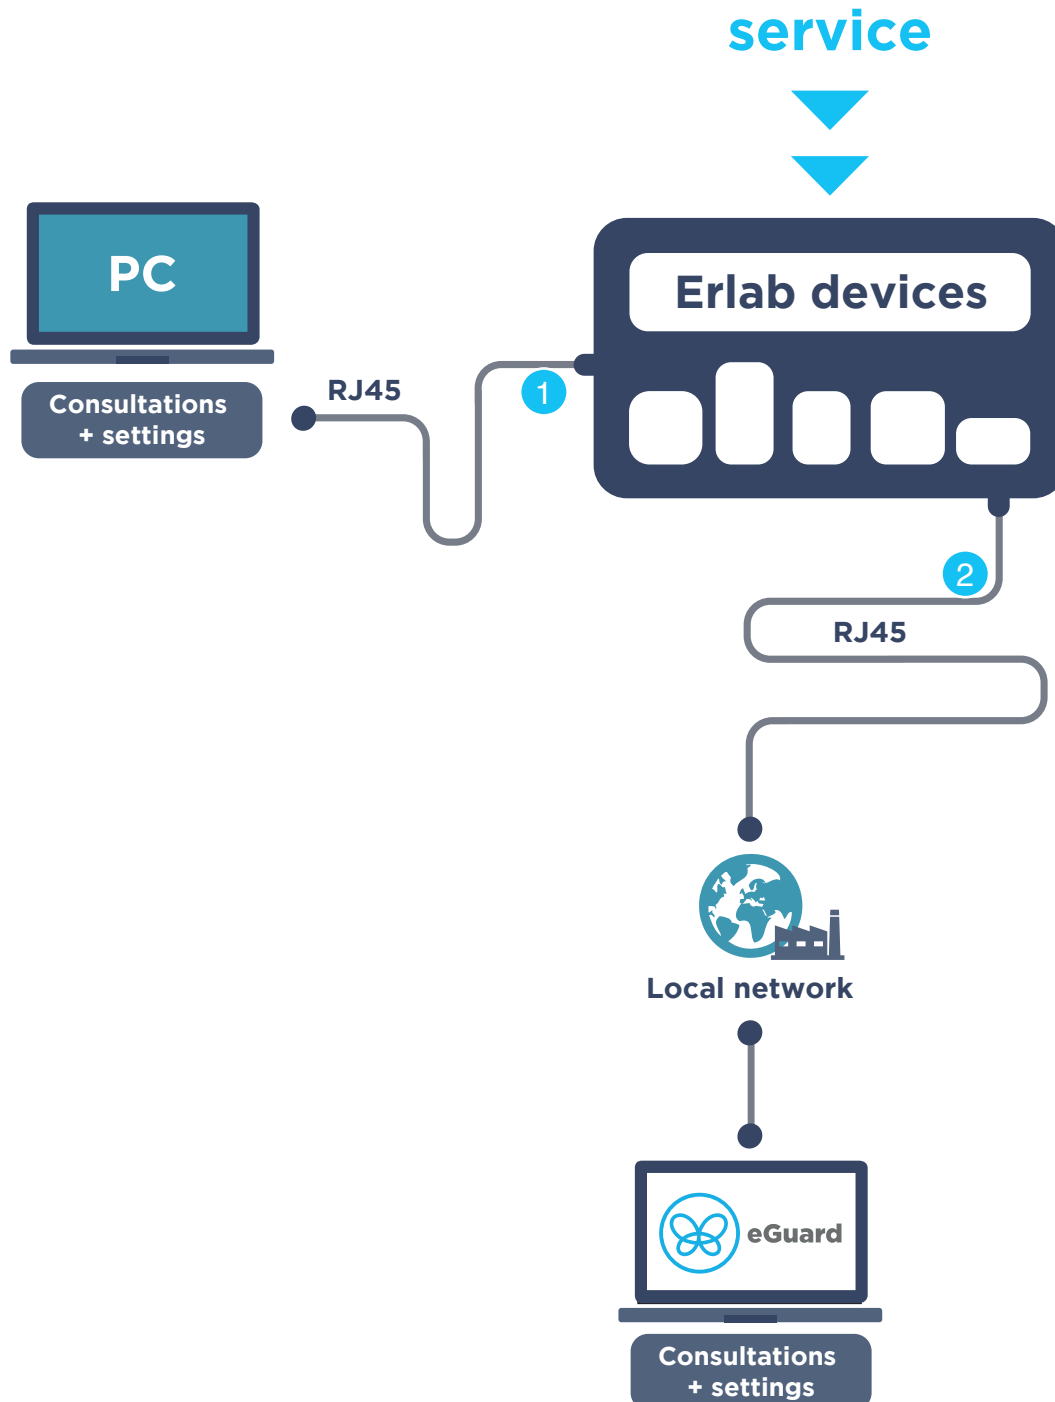 service
PC
Erlab devices
Consultations
+ settings
RJ45
1
2
RJ45
Local network
eGuard
Consultations
+ settings